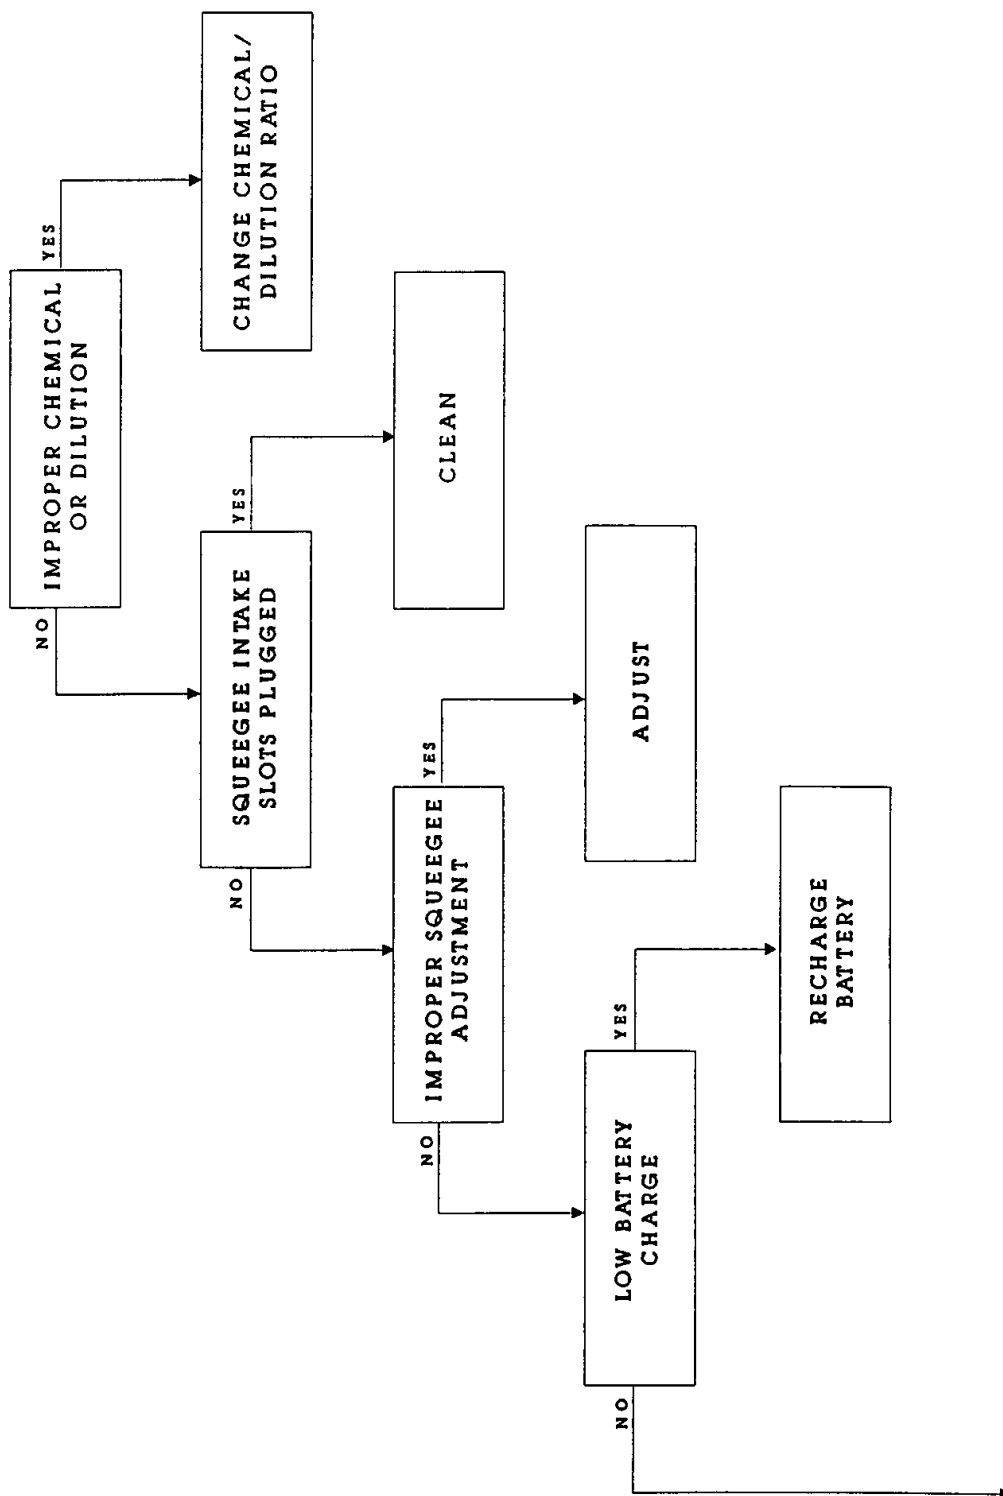 IMPROPER CHEMICAL
OR DILUTION
NO
YES
SQUEEGEE INTAKE
SLOTS PLUGGED
CHANGE CHEMICAL/
DILUTION RATIO
NO
YES
IMPROPER SQUEEGEE
ADJUSTMENT
CLEAN
NO
YES
LOW BATTERY
CHARGE
ADJUST
NO
YES
RECHARGE
BATTERY